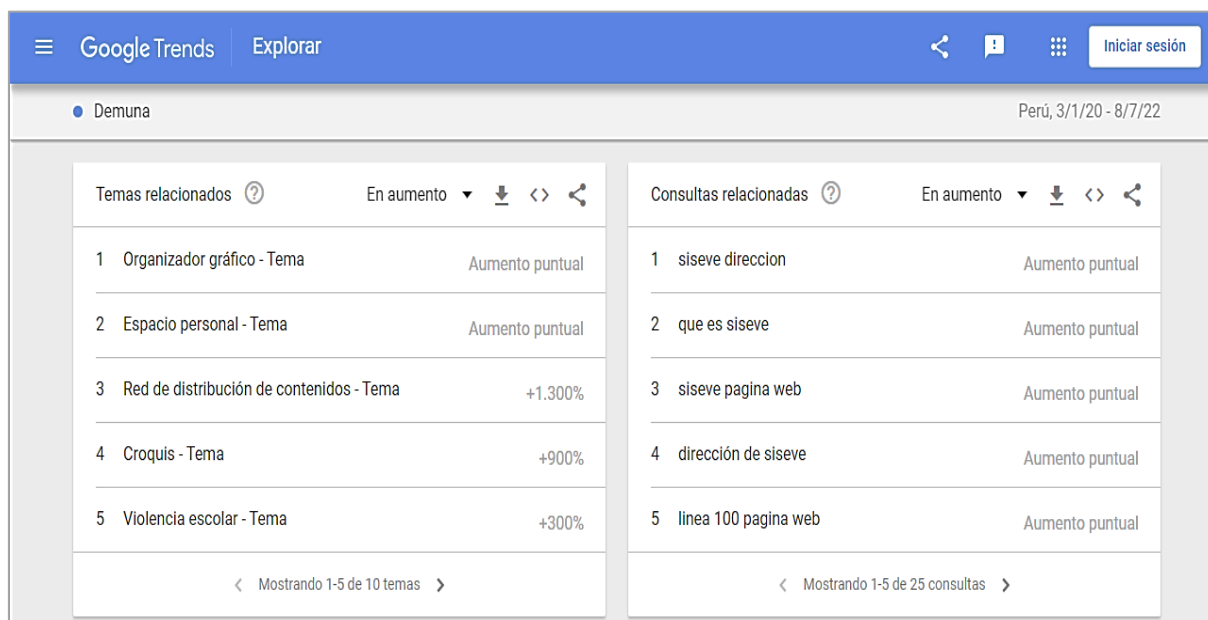 Google Trends Explorar Iniciar sesión
Demuna Perú, 3/1/20 - 8/7/22
Temas relacionados En aumento
1 Organizador gráfico - Tema Aumento puntual
2 Espacio personal - Tema Aumento puntual
3 Red de distribución de contenidos - Tema +1.300%
4 Croquis - Tema +900%
5 Violencia escolar - Tema +300%
Mostrando 1-5 de 10 temas
Consultas relacionadas En aumento
1 siseve direccion Aumento puntual
2 que es siseve Aumento puntual
3 siseve pagina web Aumento puntual
4 dirección de siseve Aumento puntual
5 linea 100 pagina web Aumento puntual
Mostrando 1-5 de 25 consultas